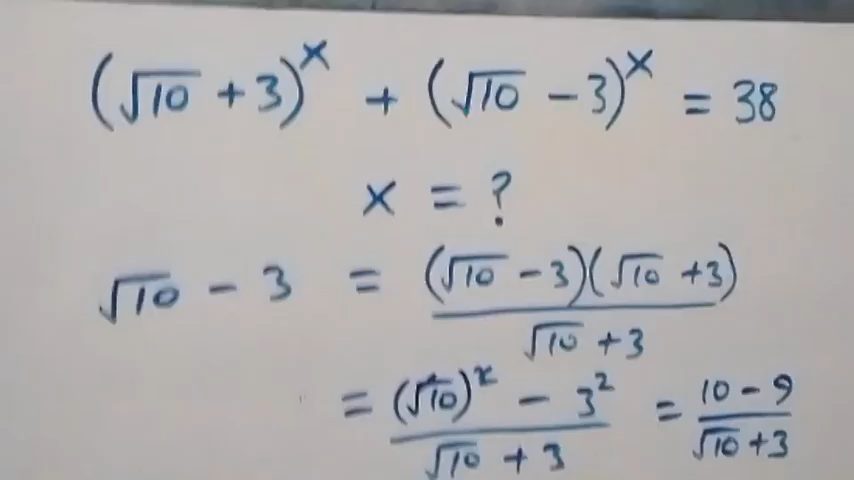 (√10 + 3)^x + (√10 − 3)^x = 38
x = ?
√10 − 3 = (√10 − 3)(√10 + 3) / √10 + 3
= (√10)^x − 3^2 / √10 + 3 = 10 − 9 / √10 + 3